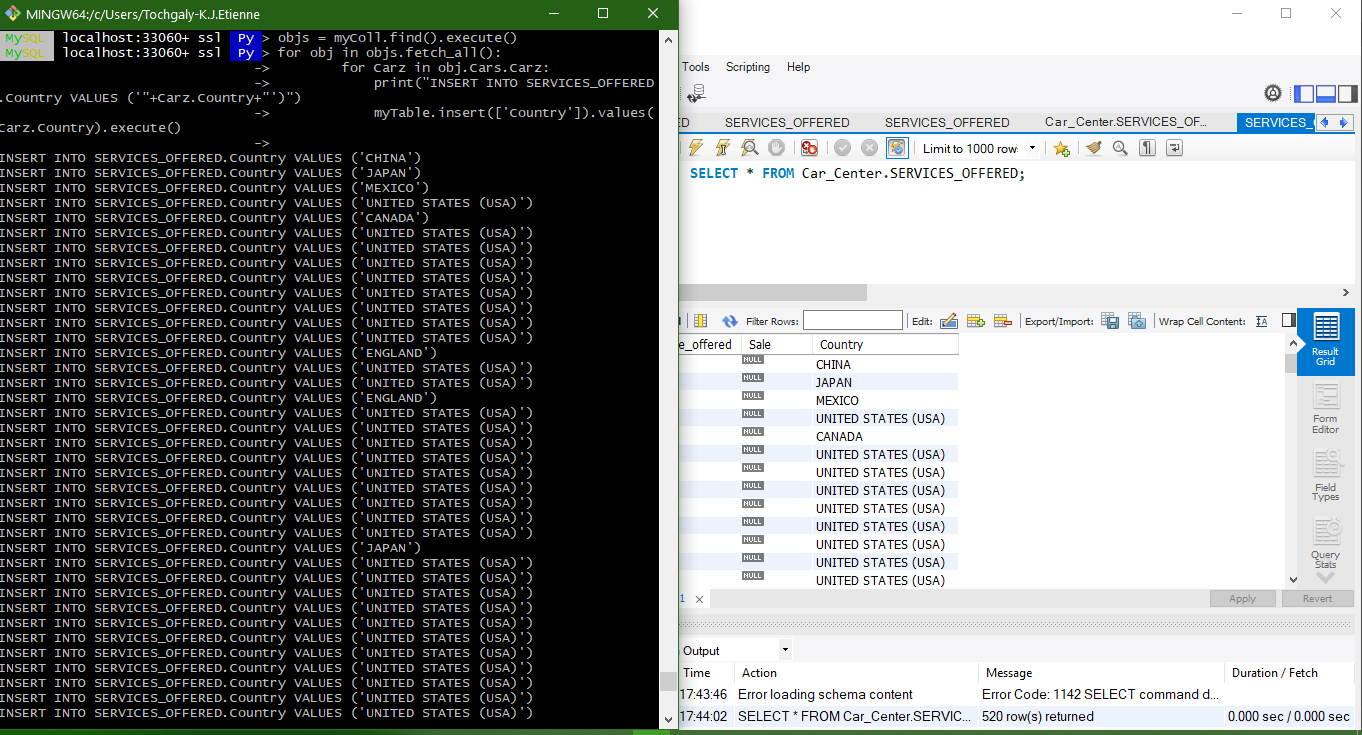 MINGW64:/c/Users/Tochgaly-K.J.Etienne
MySQL localhost:33060+ ssl Py > objs = myColl.find().execute()
MySQL localhost:33060+ ssl Py > for obj in objs.fetch_all():
-> for Carz in obj.Cars.Carz:
-> print("INSERT INTO SERVICES_OFFERED
.Country VALUES ('"+Carz.Country+"')")
-> myTable.insert(['Country']).values(
Carz.Country).execute()
->
INSERT INTO SERVICES_OFFERED.Country VALUES ('CHINA')
INSERT INTO SERVICES_OFFERED.Country VALUES ('JAPAN')
INSERT INTO SERVICES_OFFERED.Country VALUES ('MEXICO')
INSERT INTO SERVICES_OFFERED.Country VALUES ('UNITED STATES (USA)')
INSERT INTO SERVICES_OFFERED.Country VALUES ('CANADA')
INSERT INTO SERVICES_OFFERED.Country VALUES ('UNITED STATES (USA)')
INSERT INTO SERVICES_OFFERED.Country VALUES ('UNITED STATES (USA)')
INSERT INTO SERVICES_OFFERED.Country VALUES ('UNITED STATES (USA)')
INSERT INTO SERVICES_OFFERED.Country VALUES ('UNITED STATES (USA)')
INSERT INTO SERVICES_OFFERED.Country VALUES ('UNITED STATES (USA)')
INSERT INTO SERVICES_OFFERED.Country VALUES ('UNITED STATES (USA)')
INSERT INTO SERVICES_OFFERED.Country VALUES ('UNITED STATES (USA)')
INSERT INTO SERVICES_OFFERED.Country VALUES ('UNITED STATES (USA)')
INSERT INTO SERVICES_OFFERED.Country VALUES ('ENGLAND')
INSERT INTO SERVICES_OFFERED.Country VALUES ('UNITED STATES (USA)')
INSERT INTO SERVICES_OFFERED.Country VALUES ('UNITED STATES (USA)')
INSERT INTO SERVICES_OFFERED.Country VALUES ('ENGLAND')
INSERT INTO SERVICES_OFFERED.Country VALUES ('UNITED STATES (USA)')
INSERT INTO SERVICES_OFFERED.Country VALUES ('UNITED STATES (USA)')
INSERT INTO SERVICES_OFFERED.Country VALUES ('UNITED STATES (USA)')
INSERT INTO SERVICES_OFFERED.Country VALUES ('UNITED STATES (USA)')
INSERT INTO SERVICES_OFFERED.Country VALUES ('UNITED STATES (USA)')
INSERT INTO SERVICES_OFFERED.Country VALUES ('UNITED STATES (USA)')
INSERT INTO SERVICES_OFFERED.Country VALUES ('UNITED STATES (USA)')
INSERT INTO SERVICES_OFFERED.Country VALUES ('UNITED STATES (USA)')
INSERT INTO SERVICES_OFFERED.Country VALUES ('UNITED STATES (USA)')
INSERT INTO SERVICES_OFFERED.Country VALUES ('JAPAN')
INSERT INTO SERVICES_OFFERED.Country VALUES ('UNITED STATES (USA)')
INSERT INTO SERVICES_OFFERED.Country VALUES ('UNITED STATES (USA)')
INSERT INTO SERVICES_OFFERED.Country VALUES ('UNITED STATES (USA)')
INSERT INTO SERVICES_OFFERED.Country VALUES ('UNITED STATES (USA)')
INSERT INTO SERVICES_OFFERED.Country VALUES ('UNITED STATES (USA)')
INSERT INTO SERVICES_OFFERED.Country VALUES ('UNITED STATES (USA)')
INSERT INTO SERVICES_OFFERED.Country VALUES ('UNITED STATES (USA)')
INSERT INTO SERVICES_OFFERED.Country VALUES ('UNITED STATES (USA)')
INSERT INTO SERVICES_OFFERED.Country VALUES ('UNITED STATES (USA)')
INSERT INTO SERVICES_OFFERED.Country VALUES ('UNITED STATES (USA)')
INSERT INTO SERVICES_OFFERED.Country VALUES ('UNITED STATES (USA)')
Tools Scripting Help
ED SERVICES_OFFERED SERVICES_OFFERED Car_Center.SERVICES_OF... SERVICES_
Limit to 1000 rows
SELECT * FROM Car_Center.SERVICES_OFFERED;
Filter Rows: Edit: Export/Import: Wrap Cell Content: IA
e_offered Sale Country
NULL CHINA
NULL JAPAN
NULL MEXICO
NULL UNITED STATES (USA)
NULL CANADA
NULL UNITED STATES (USA)
NULL UNITED STATES (USA)
NULL UNITED STATES (USA)
NULL UNITED STATES (USA)
NULL UNITED STATES (USA)
NULL UNITED STATES (USA)
NULL UNITED STATES (USA)
NULL UNITED STATES (USA)
Result
Grid
Form
Editor
Field
Types
Query
Stats
1 Apply Revert
Output
Time Action Message Duration / Fetch
17:43:46 Error loading schema content Error Code: 1142 SELECT command d...
17:44:02 SELECT * FROM Car_Center.SERVIC... 520 row(s) returned 0.000 sec / 0.000 sec